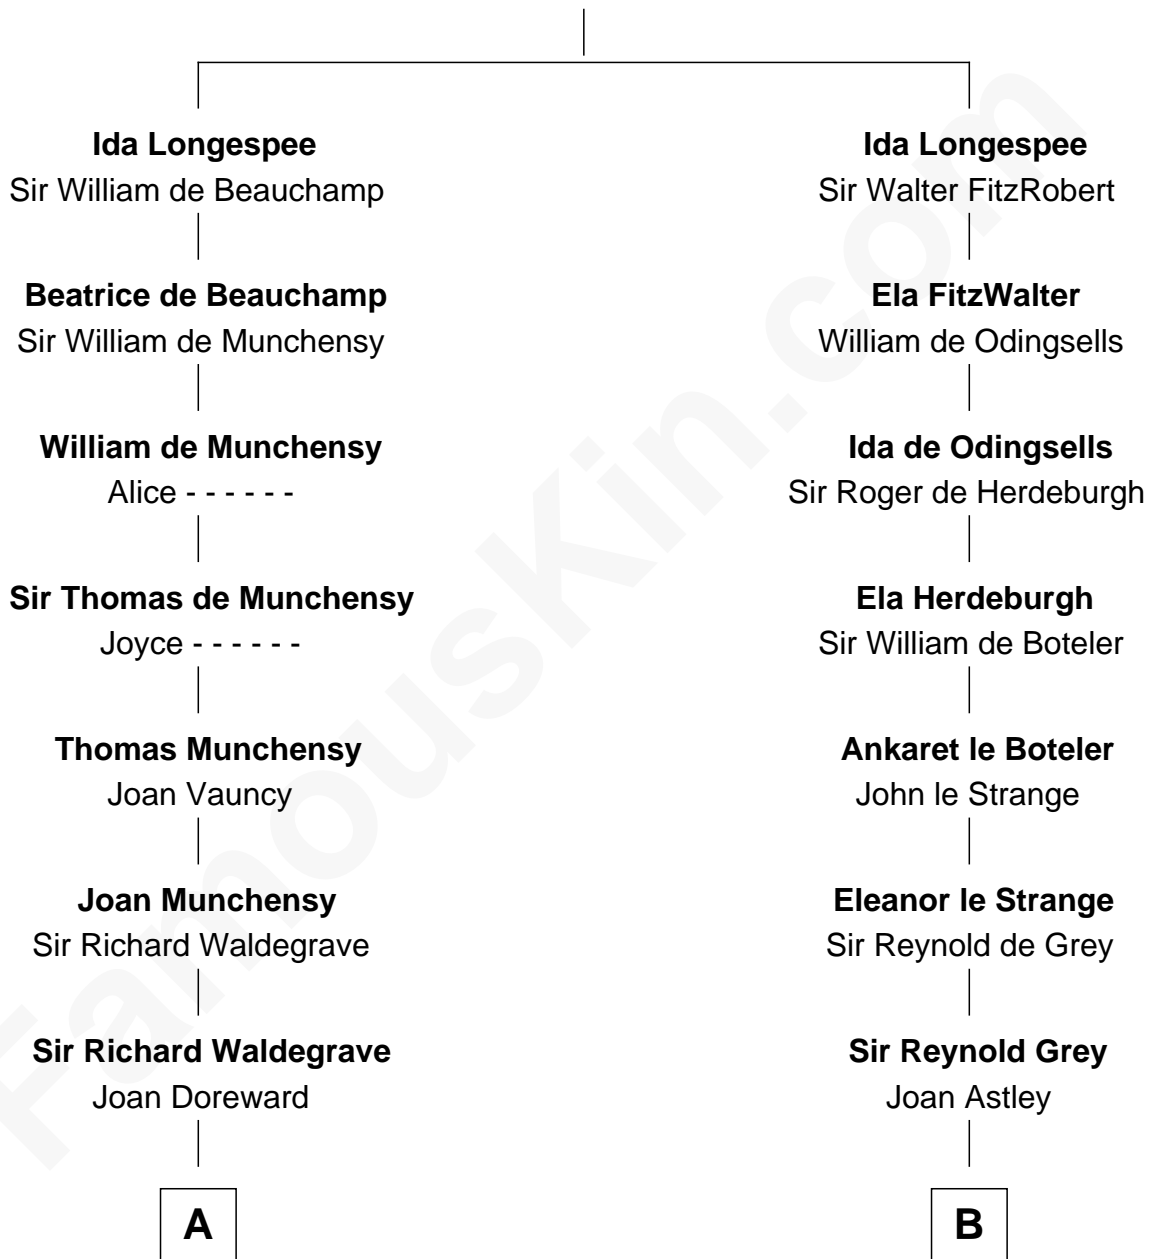 Ida Longespee
Sir William de Beauchamp
Beatrice de Beauchamp
Sir William de Munchensy
William de Munchensy
Alice - - - - - -
Sir Thomas de Munchensy
Joyce - - - - - -
Thomas Munchensy
Joan Vauncy
Joan Munchensy
Sir Richard Waldegrave
Sir Richard Waldegrave
Joan Doreward
A
Ida Longespee
Sir Walter FitzRobert
Ela FitzWalter
William de Odingsells
Ida de Odingsells
Sir Roger de Herdeburgh
Ela Herdeburgh
Sir William de Boteler
Ankaret le Boteler
John le Strange
Eleanor le Strange
Sir Reynold de Grey
Sir Reynold Grey
Joan Astley
B
FamousKin.com